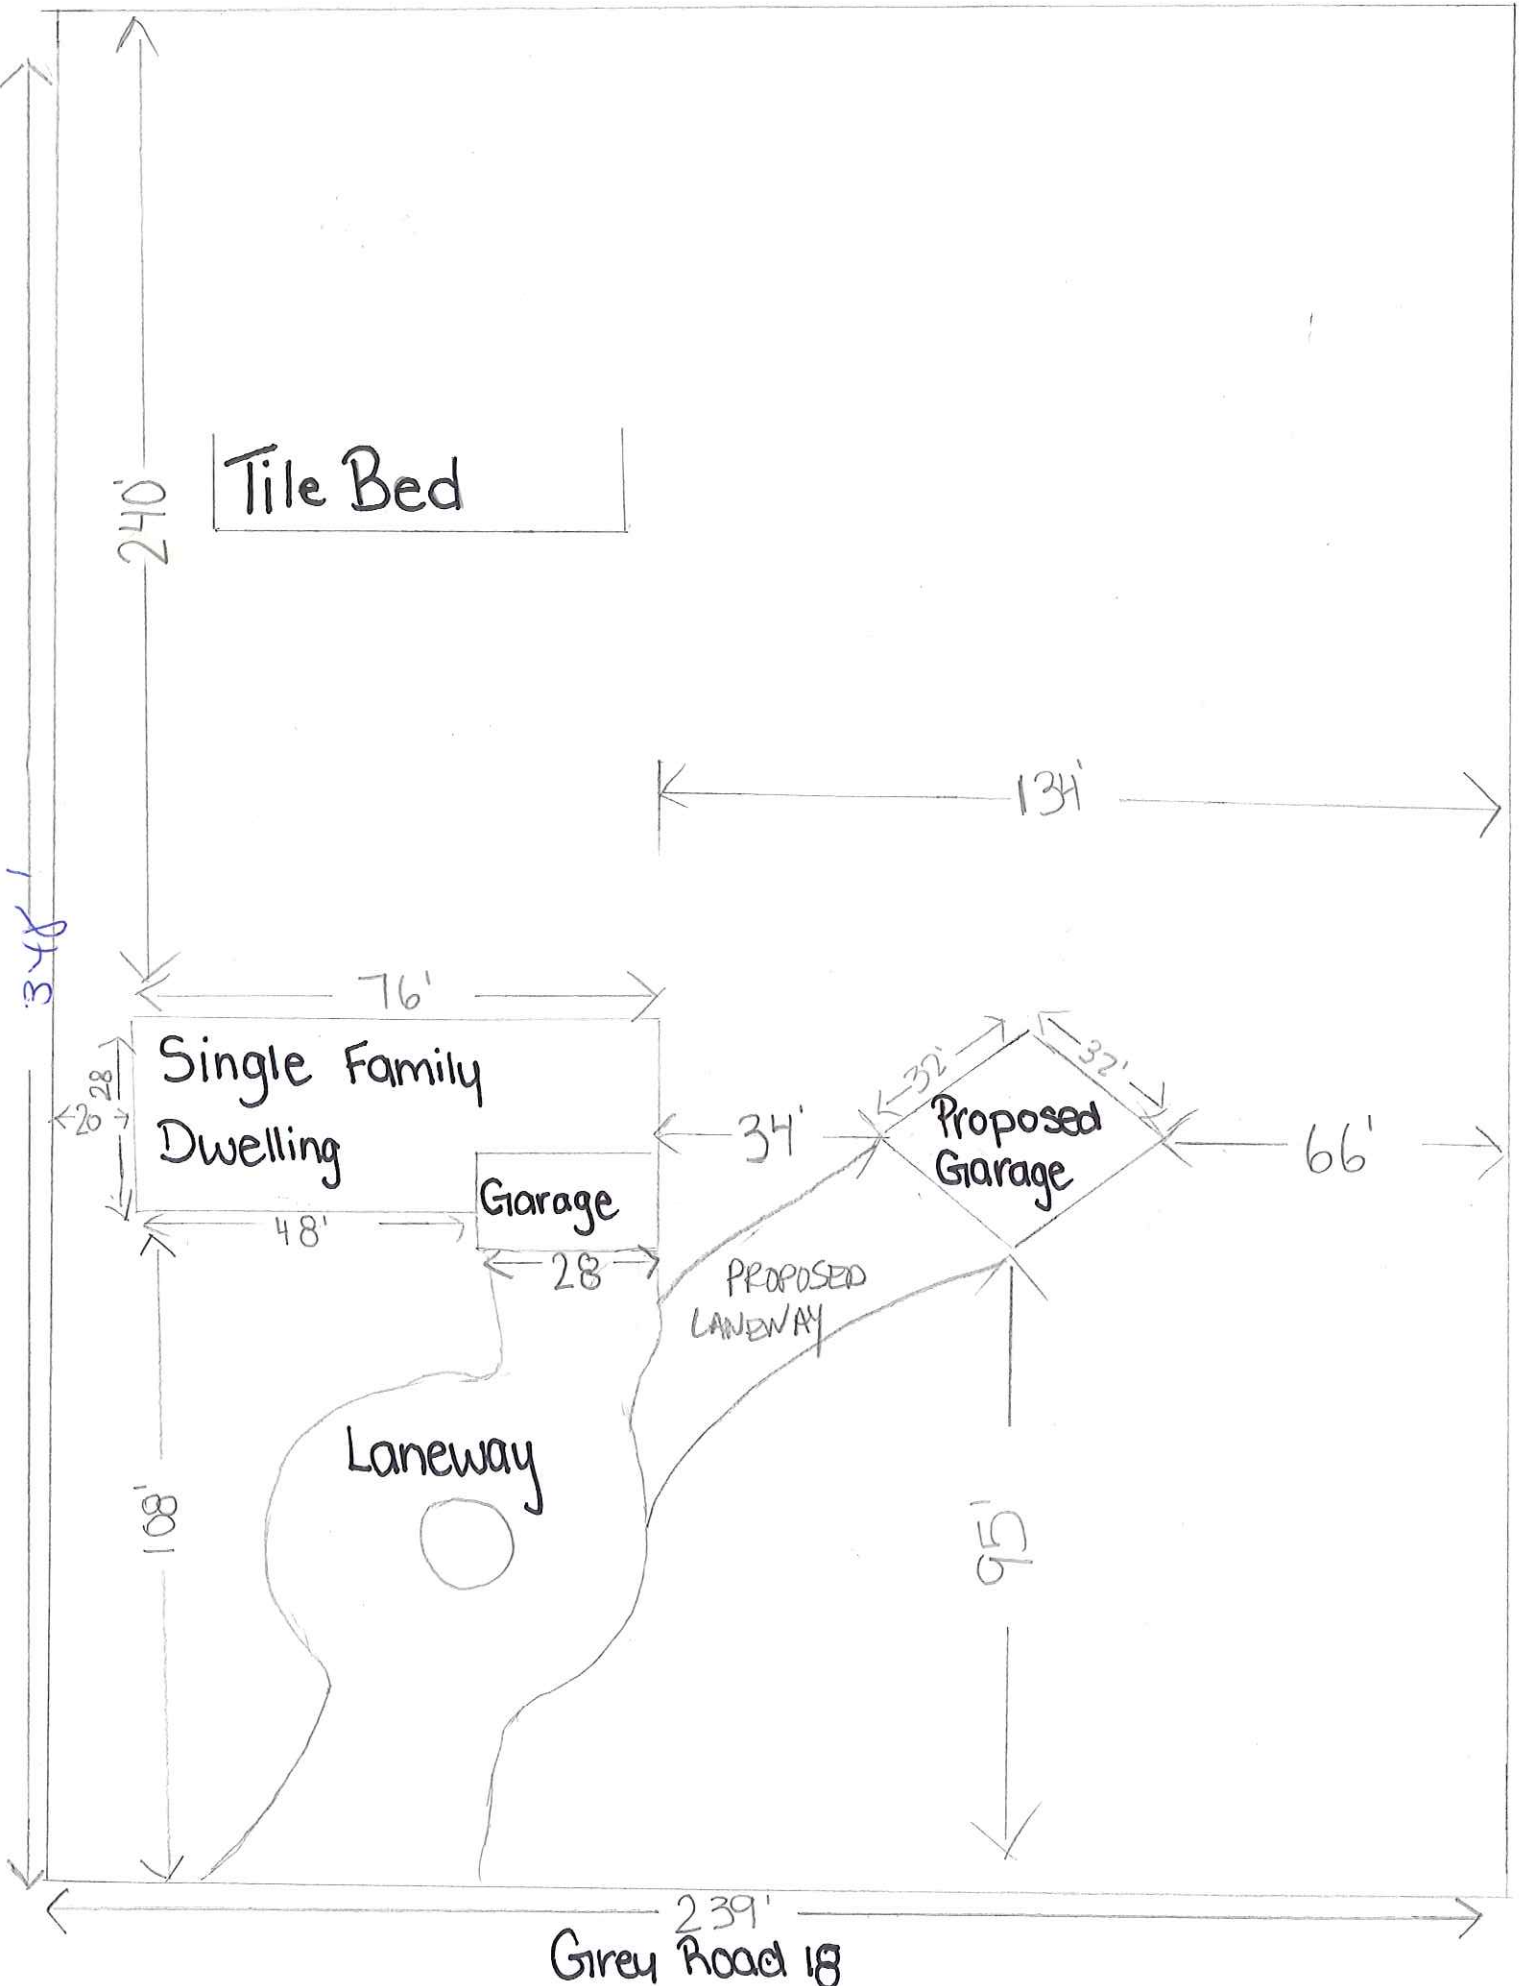 240'
Tile Bed
134'
348'
76'
Single Family
Dwelling
28
20
34'
32'
32'
Proposed
Garage
66'
Garage
48'
28
PROPOSED
LANEWAY
Laneway
108'
95'
239'
Grey Road 18